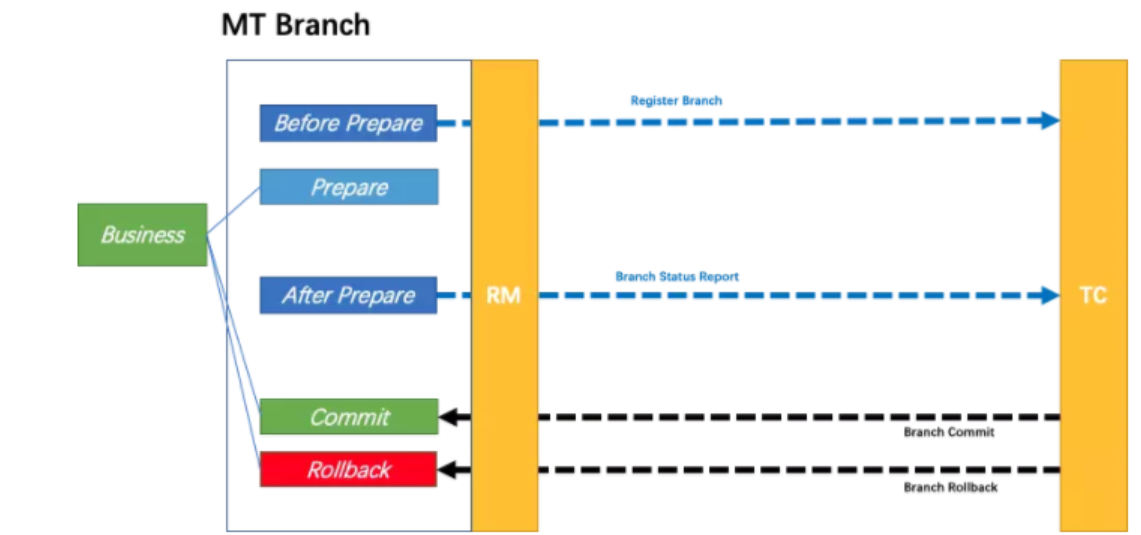 MT Branch
Register Branch
Before Prepare
Prepare
Business
Branch Status Report
After Prepare
RM
TC
Commit
Branch Commit
Rollback
Branch Rollback